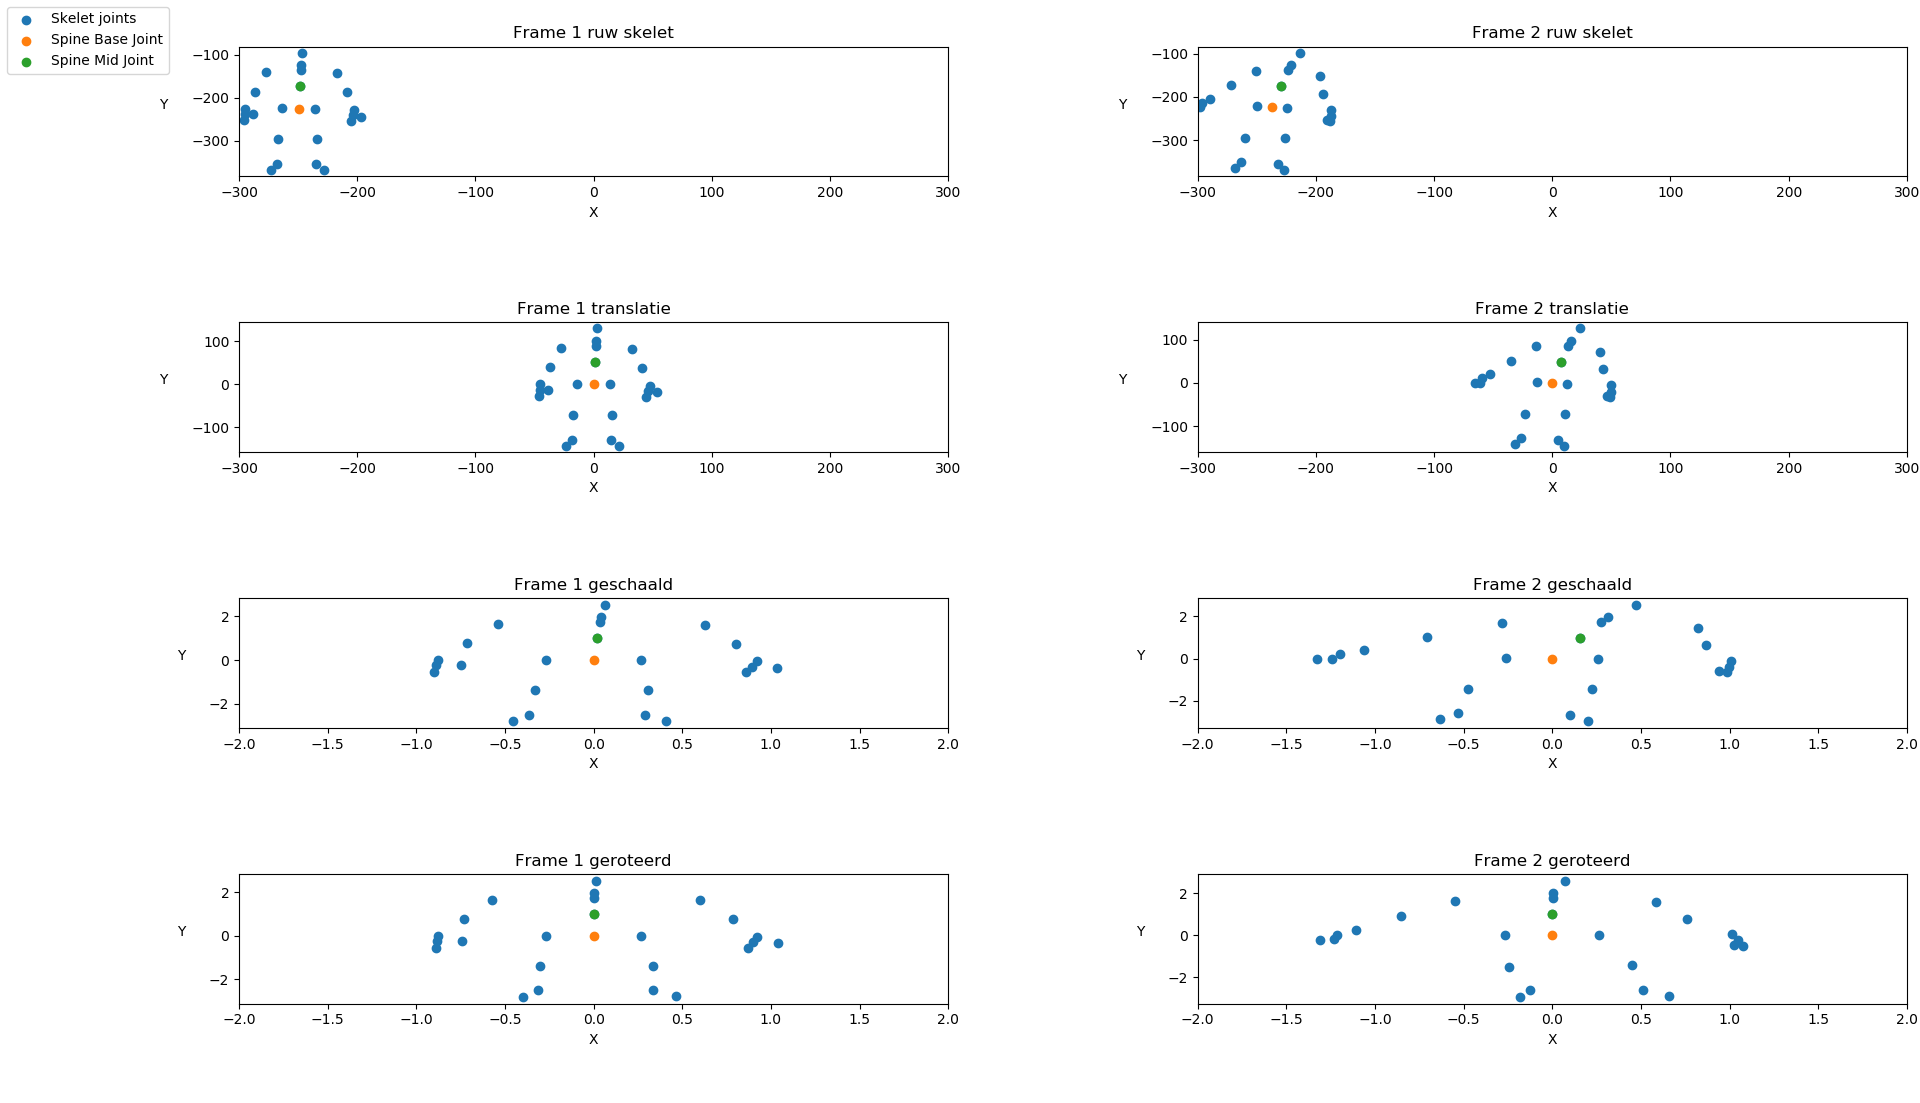 Skelet joints
Spine Base Joint
Spine Mid Joint
Frame 1 ruw skelet
−100
−200
−300
Y
−300 −200 −100 0 100 200 300
X
Frame 2 ruw skelet
−100
−200
−300
Y
−300 −200 −100 0 100 200 300
X
Frame 1 translatie
100
0
−100
Y
−300 −200 −100 0 100 200 300
X
Frame 2 translatie
100
0
−100
Y
−300 −200 −100 0 100 200 300
X
Frame 1 geschaald
2
0
−2
Y
−2.0 −1.5 −1.0 −0.5 0.0 0.5 1.0 1.5 2.0
X
Frame 2 geschaald
2
0
−2
Y
−2.0 −1.5 −1.0 −0.5 0.0 0.5 1.0 1.5 2.0
X
Frame 1 geroteerd
2
0
−2
Y
−2.0 −1.5 −1.0 −0.5 0.0 0.5 1.0 1.5 2.0
X
Frame 2 geroteerd
2
0
−2
Y
−2.0 −1.5 −1.0 −0.5 0.0 0.5 1.0 1.5 2.0
X